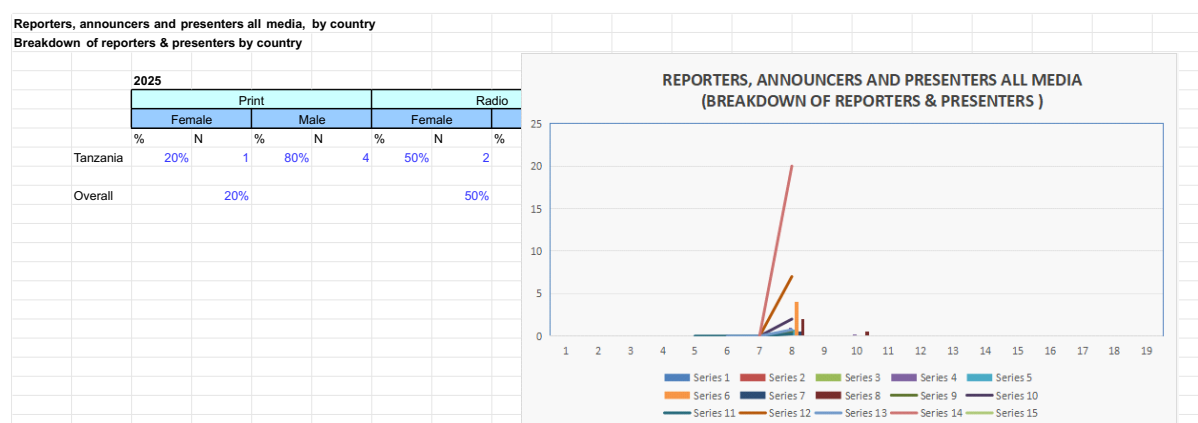 Reporters, announcers and presenters all media, by country
Breakdown of reporters & presenters by country
2025
Print Radio
Female Male Female
% N % N % N %
Tanzania 20% 1 80% 4 50% 2
Overall 20% 50%
REPORTERS, ANNOUNCERS AND PRESENTERS ALL MEDIA
(BREAKDOWN OF REPORTERS & PRESENTERS )
25
20
15
10
5
0
1 2 3 4 5 6 7 8 9 10 11 12 13 14 15 16 17 18 19
Series 1 Series 2 Series 3 Series 4 Series 5
Series 6 Series 7 Series 8 Series 9 Series 10
Series 11 Series 12 Series 13 Series 14 Series 15